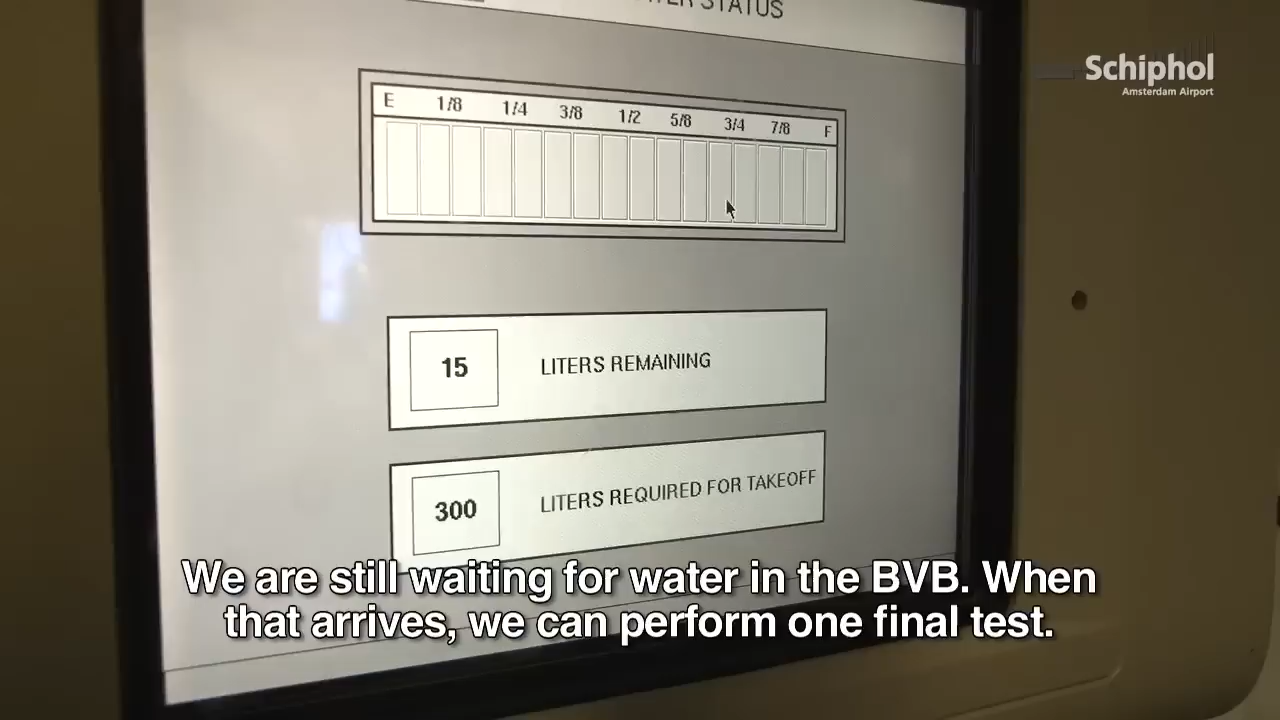 STATUS
Schiphol
Amsterdam Airport
E 1/8 1/4 3/8 1/2 5/8 3/4 7/8 F
15 LITERS REMAINING
300 LITERS REQUIRED FOR TAKEOFF
We are still waiting for water in the BVB. When
that arrives, we can perform one final test.